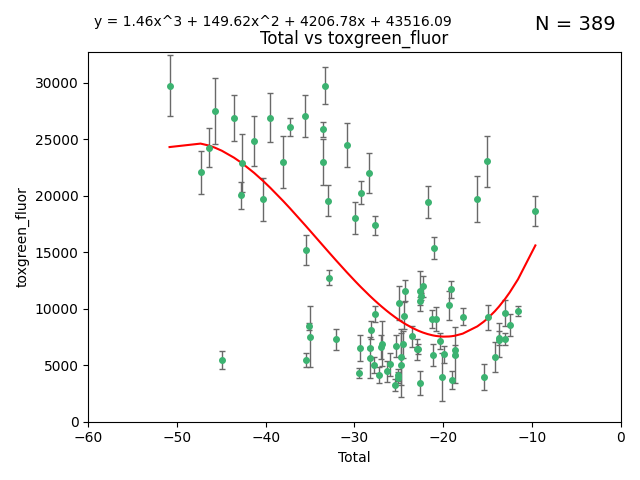 y = 1.46x^3 + 149.62x^2 + 4206.78x + 43516.09
N = 389
Total vs toxgreen_fluor
30000
25000
20000
15000
10000
5000
0
toxgreen_fluor
−60 −50 −40 −30 −20 −10 0
Total